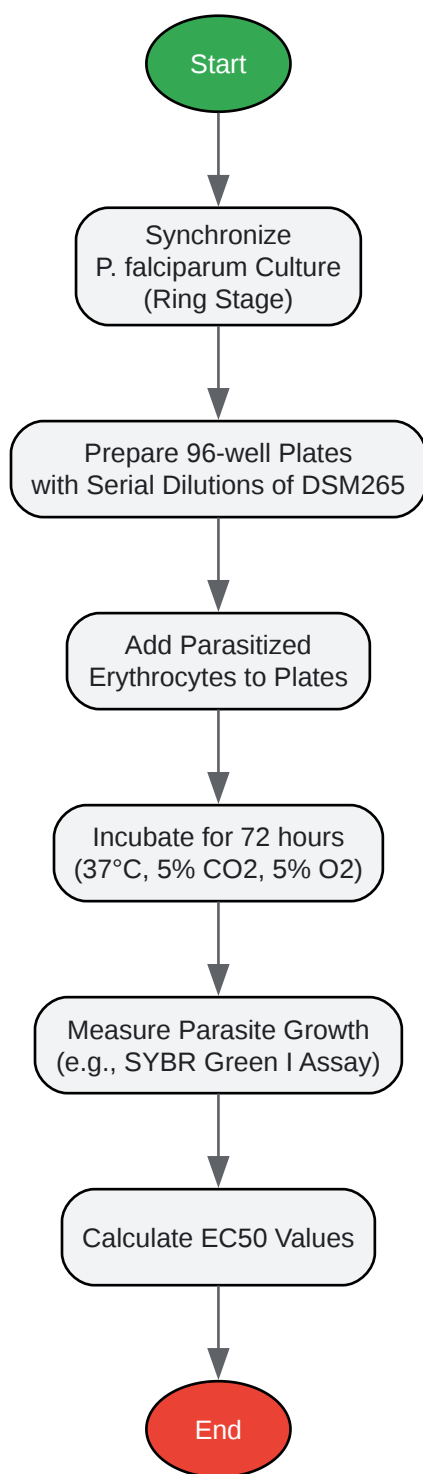 Start
Synchronize
P. falciparum Culture
(Ring Stage)
Prepare 96-well Plates
with Serial Dilutions of DSM265
Add Parasitized
Erythrocytes to Plates
Incubate for 72 hours
(37°C, 5% CO2, 5% O2)
Measure Parasite Growth
(e.g., SYBR Green I Assay)
Calculate EC50 Values
End